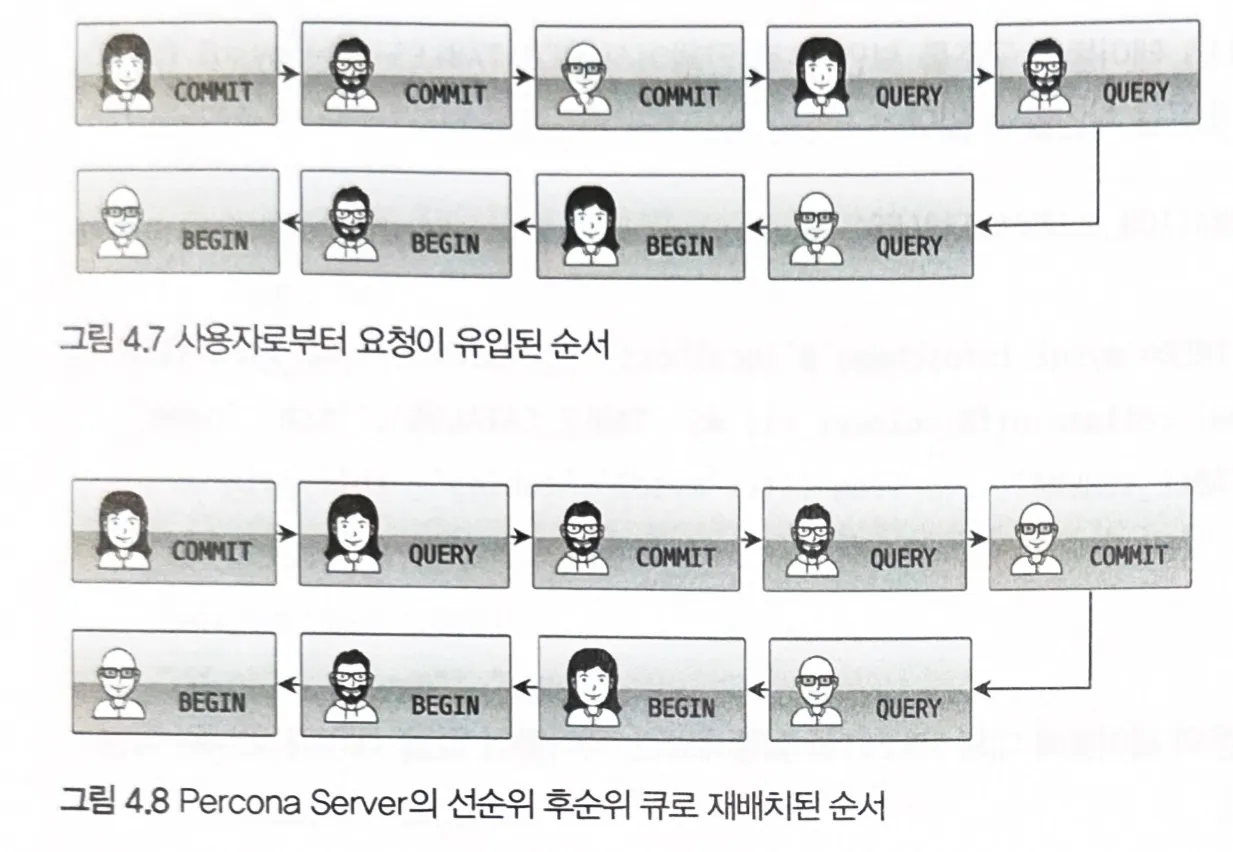 COMMIT COMMIT COMMIT QUERY QUERY
BEGIN BEGIN BEGIN QUERY
그림 4.7 사용자로부터 요청이 유입된 순서
COMMIT QUERY COMMIT QUERY COMMIT
BEGIN BEGIN BEGIN QUERY
그림 4.8 Percona Server의 선순위 후순위 큐로 재배치된 순서